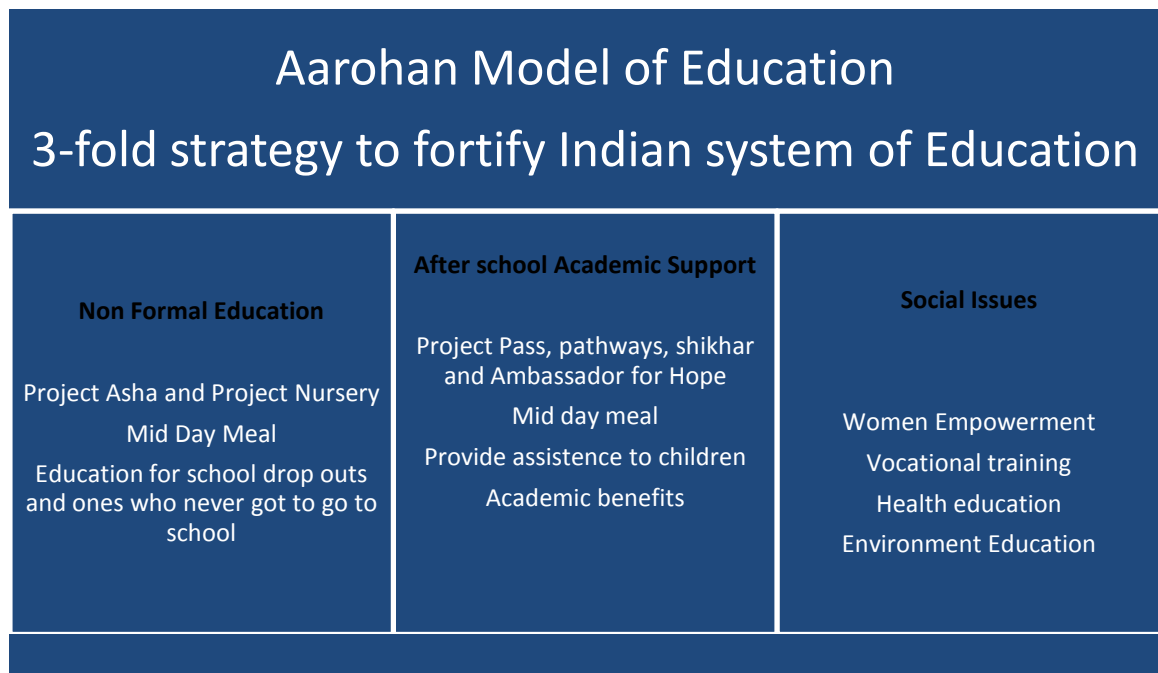 Aarohan Model of Education
3-fold strategy to fortify Indian system of Education
Non Formal Education
Project Asha and Project Nursery
Mid Day Meal
Education for school drop outs
and ones who never got to go to
school
After school Academic Support
Project Pass, pathways, shikhar
and Ambassador for Hope
Mid day meal
Provide assistence to children
Academic benefits
Social Issues
Women Empowerment
Vocational training
Health education
Environment Education